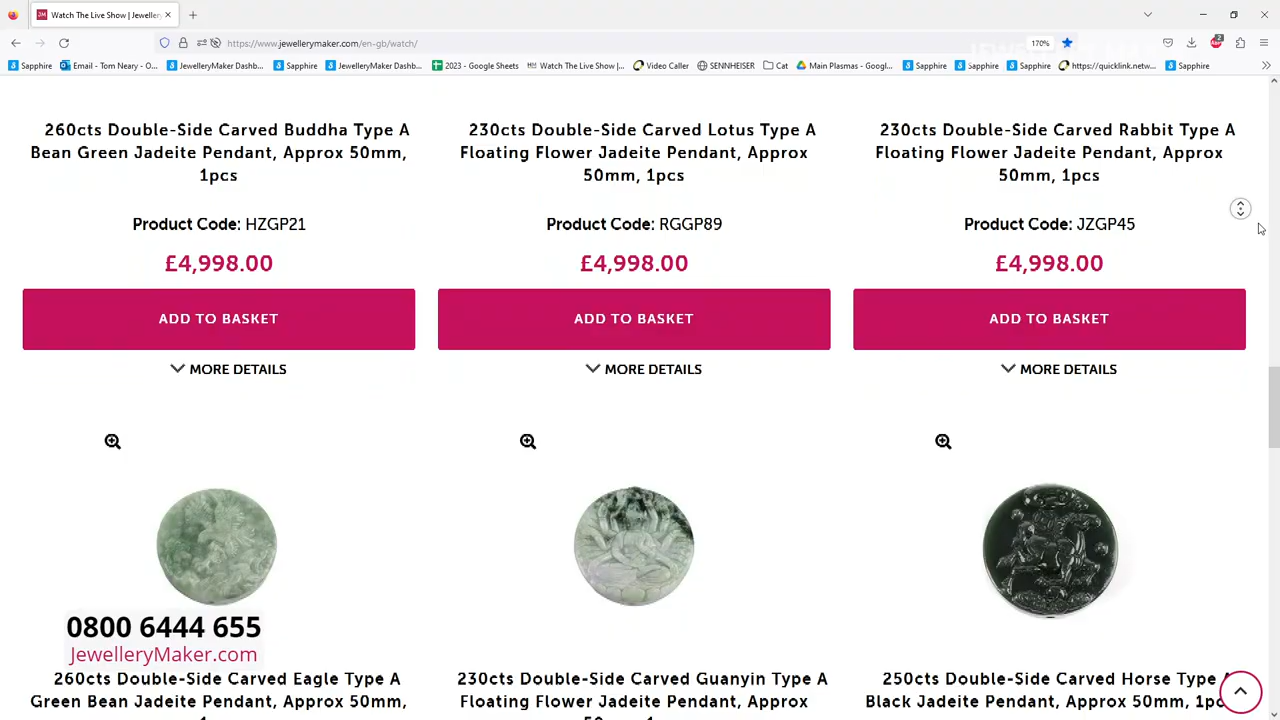 Watch The Live Show | Jeweller
https://www.jewellerymaker.com/en-gb/watch/
170%
2
Sapphire
Email - Tom Neary - O...
JewelleryMaker Dashb...
Sapphire
JewelleryMaker Dashb...
2023 - Google Sheets
Watch The Live Show |...
Video Caller
SENNHEISER
Cat
Main Plasmas - Googl...
Sapphire
Sapphire
Sapphire
https://quicklink.netw...
Sapphire
260cts Double-Side Carved Buddha Type A
Bean Green Jadeite Pendant, Approx 50mm,
1pcs
Product Code: HZGP21
£4,998.00
ADD TO BASKET
MORE DETAILS
230cts Double-Side Carved Lotus Type A
Floating Flower Jadeite Pendant, Approx
50mm, 1pcs
Product Code: RGGP89
£4,998.00
ADD TO BASKET
MORE DETAILS
230cts Double-Side Carved Rabbit Type A
Floating Flower Jadeite Pendant, Approx
50mm, 1pcs
Product Code: JZGP45
£4,998.00
ADD TO BASKET
MORE DETAILS
0800 6444 655
JewelleryMaker.com
260cts Double-Side Carved Eagle Type A
Green Bean Jadeite Pendant, Approx 50mm,
230cts Double-Side Carved Guanyin Type A
Floating Flower Jadeite Pendant, Approx
50mm, 1pcs
250cts Double-Side Carved Horse Type A
Black Jadeite Pendant, Approx 50mm, 1pc